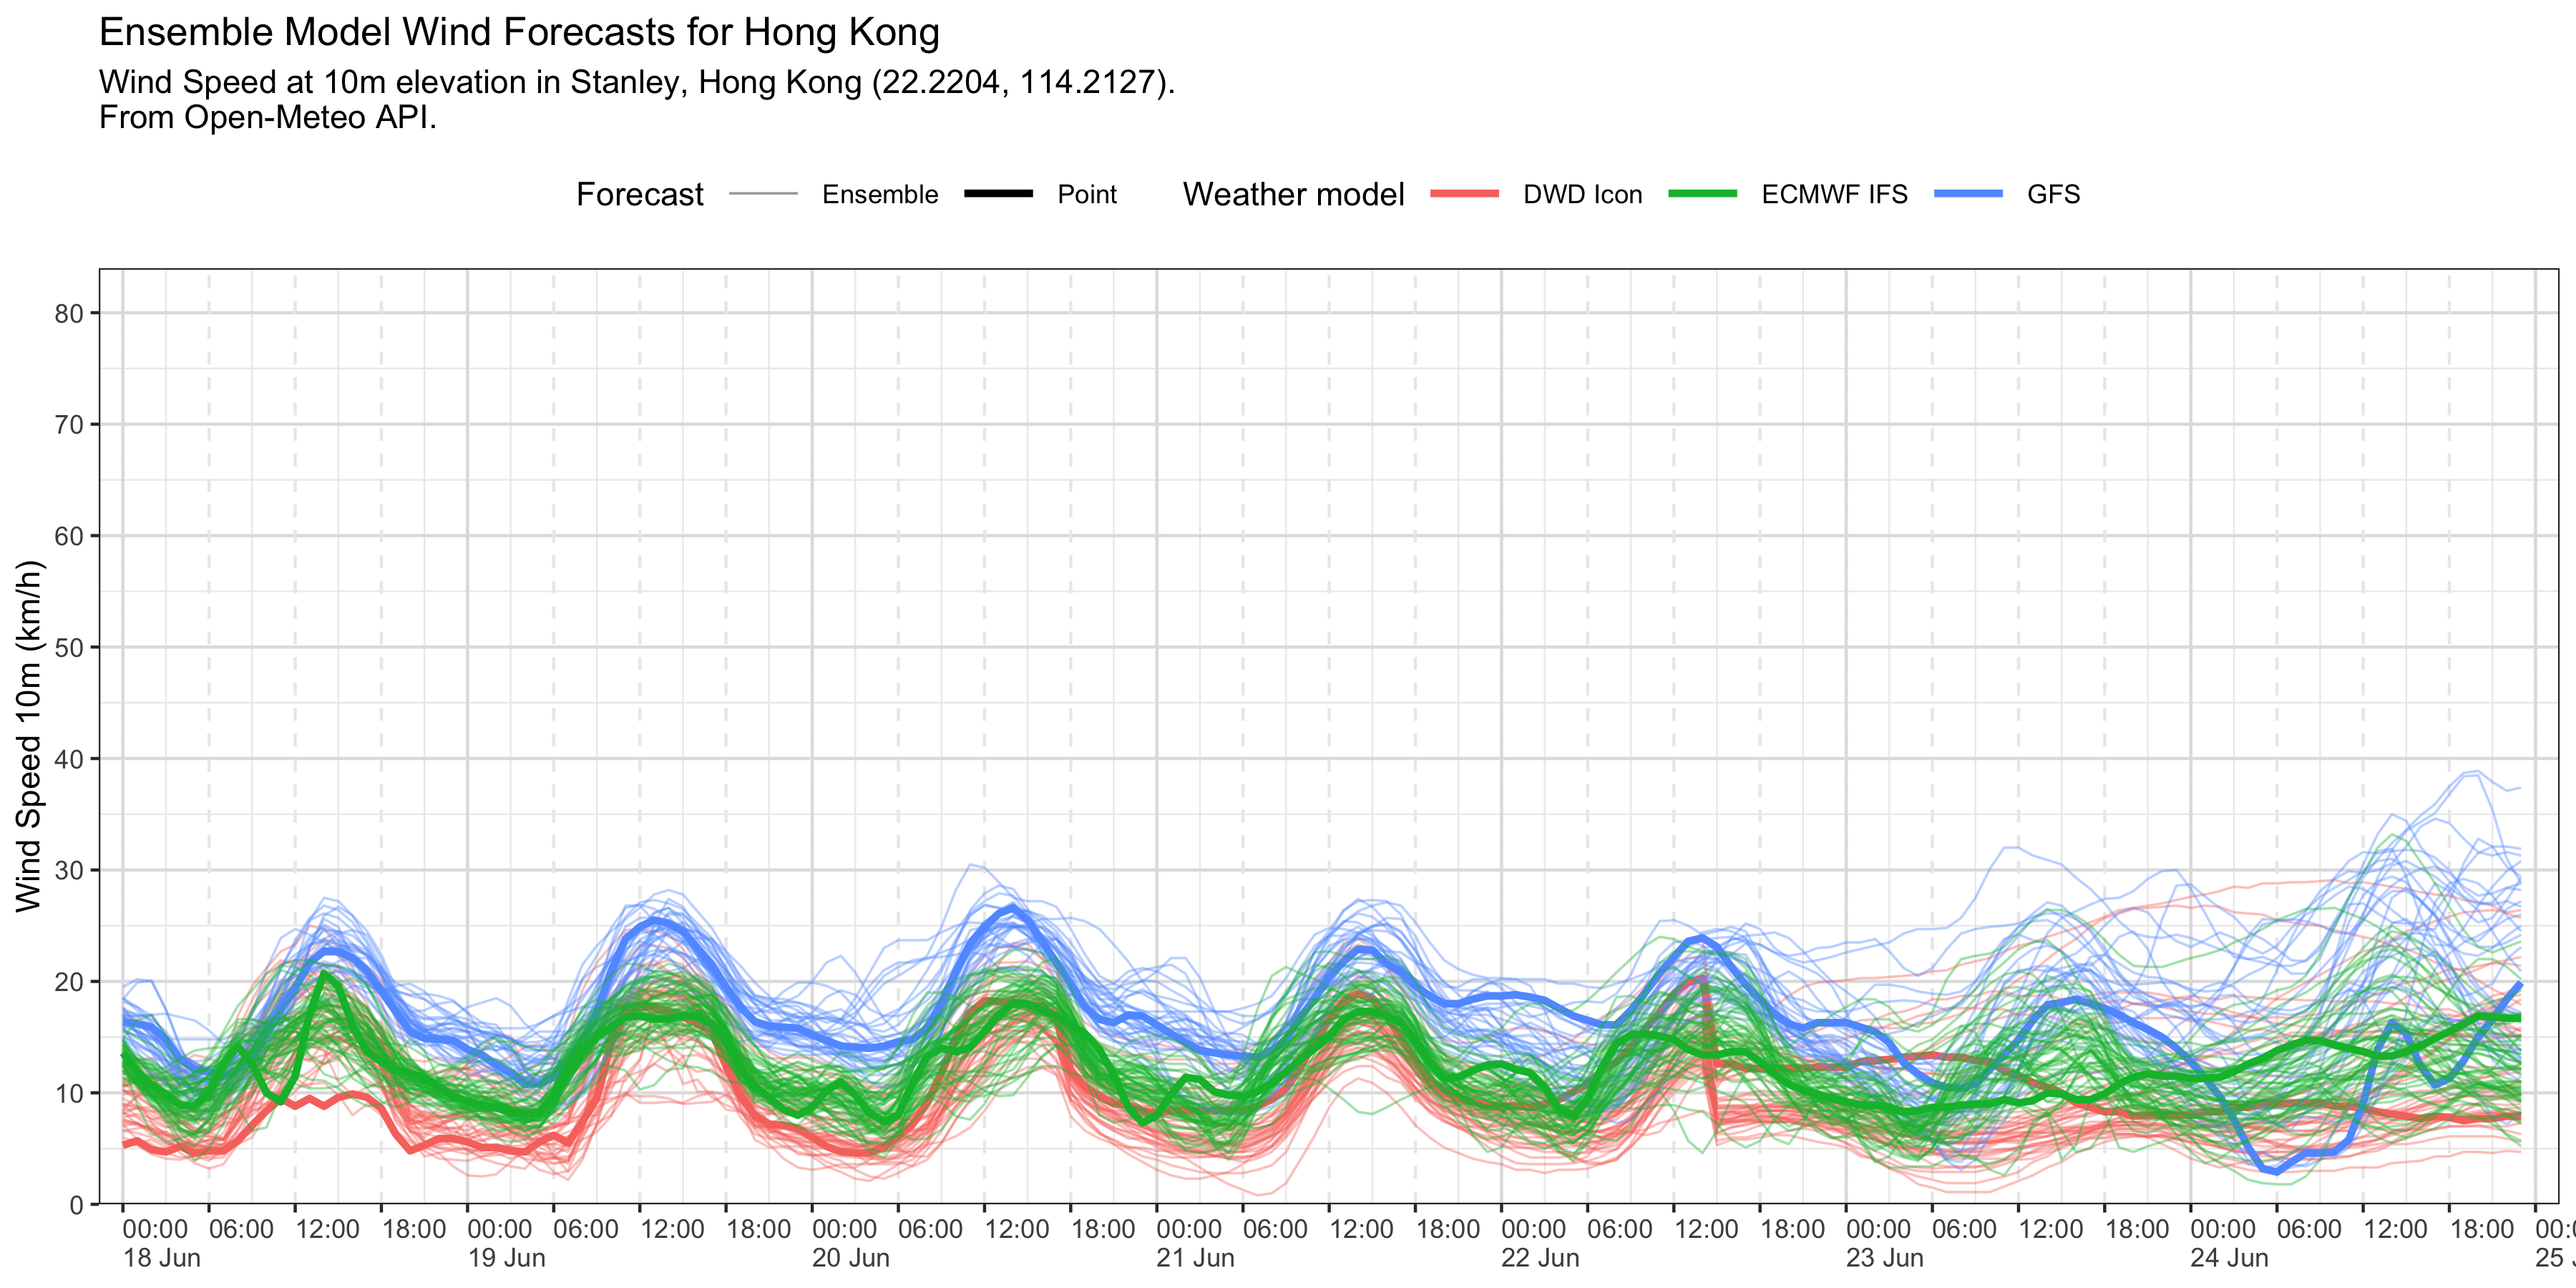 Ensemble Model Wind Forecasts for Hong Kong
Wind Speed at 10m elevation in Stanley, Hong Kong (22.2204, 114.2127).
From Open-Meteo API.
Forecast Ensemble Point Weather model DWD Icon ECMWF IFS GFS
Wind Speed 10m (km/h)
80
70
60
50
40
30
20
10
0
00:00 06:00 12:00 18:00 00:00 06:00 12:00 18:00 00:00 06:00 12:00 18:00 00:00 06:00 12:00 18:00 00:00 06:00 12:00 18:00 00:00 06:00 12:00 18:00 00:00 06:00 12:00 18:00 00:0
18 Jun 19 Jun 20 Jun 21 Jun 22 Jun 23 Jun 24 Jun 25